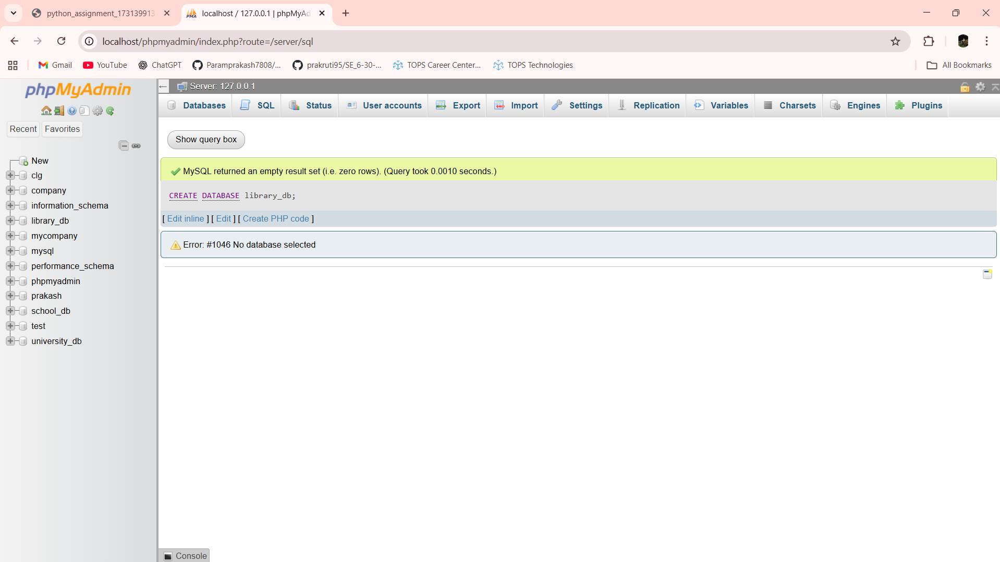 python_assignment_173139913
localhost / 127.0.0.1 | phpMyAd
localhost/phpmyadmin/index.php?route=/server/sql
Gmail
YouTube
ChatGPT
Paramprakash7808/...
prakruti95/SE_6-30-...
TOPS Career Center...
TOPS Technologies
All Bookmarks
phpMyAdmin
Recent
Favorites
New
clg
company
information_schema
library_db
mycompany
mysql
performance_schema
phpmyadmin
prakash
school_db
test
university_db
Server: 127.0.0.1
Databases
SQL
Status
User accounts
Export
Import
Settings
Replication
Variables
Charsets
Engines
Plugins
Show query box
MySQL returned an empty result set (i.e. zero rows). (Query took 0.0010 seconds.)
CREATE DATABASE library_db;
[ Edit inline ] [ Edit ] [ Create PHP code ]
Error: #1046 No database selected
Console